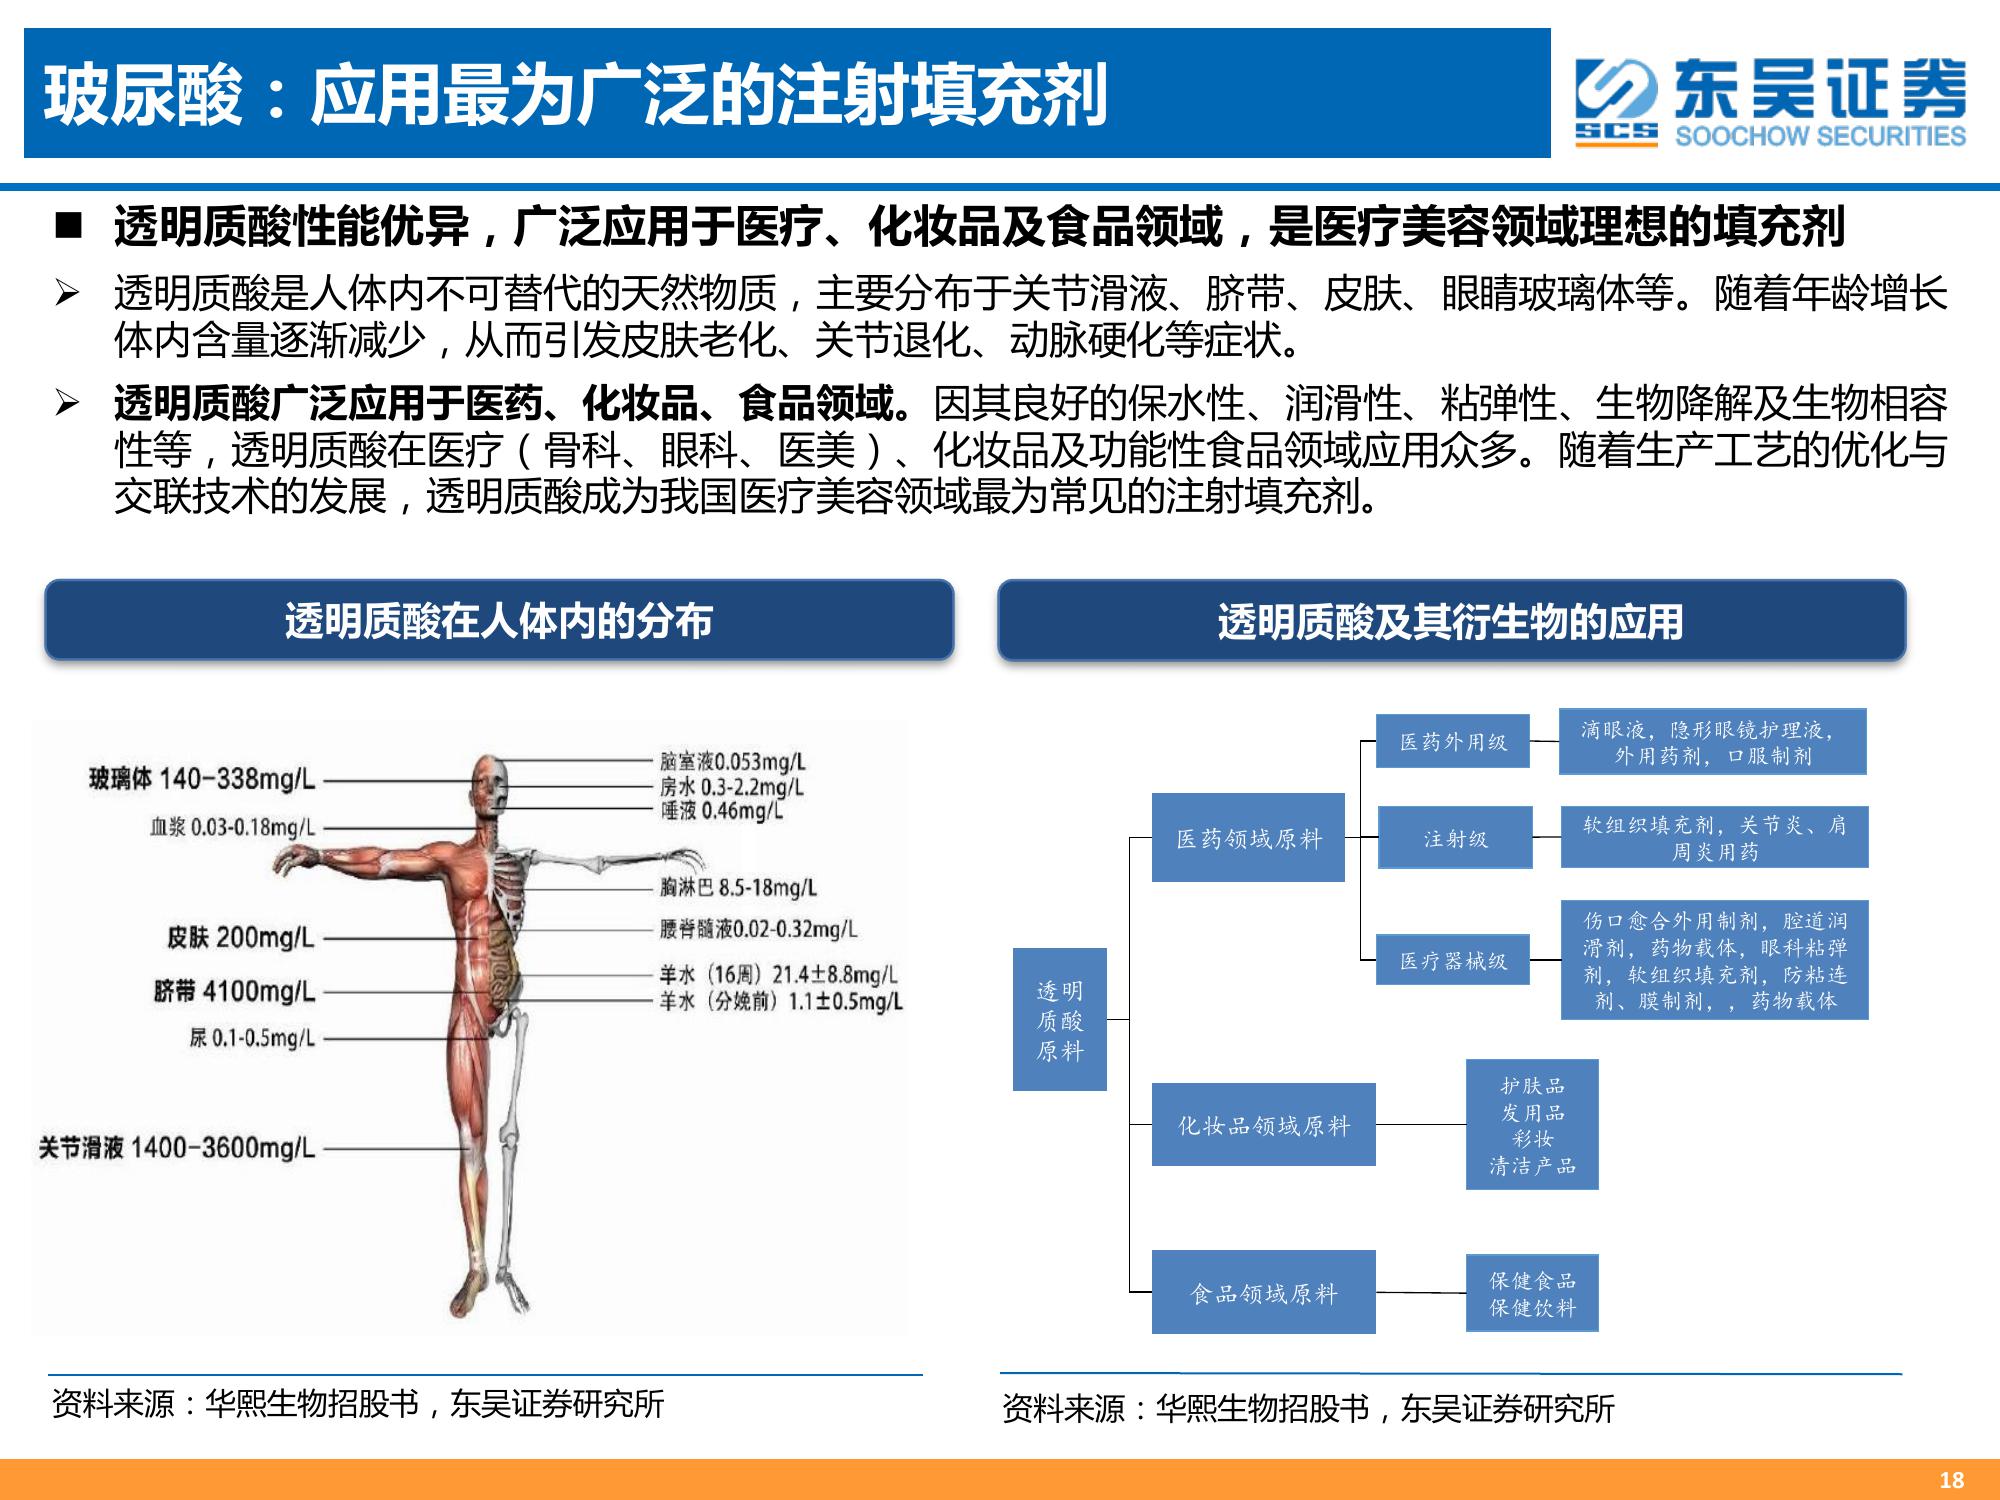 玻尿酸：应用最为广泛的注射填充剂
SCS
东吴证券
SOOCHOW SECURITIES
■ 透明质酸性能优异，广泛应用于医疗、化妆品及食品领域，是医疗美容领域理想的填充剂
➢ 透明质酸是人体内不可替代的天然物质，主要分布于关节滑液、脐带、皮肤、眼睛玻璃体等。随着年龄增长
体内含量逐渐减少，从而引发皮肤老化、关节退化、动脉硬化等症状。
➢ 透明质酸广泛应用于医药、化妆品、食品领域。因其良好的保水性、润滑性、粘弹性、生物降解及生物相容
性等，透明质酸在医疗（骨科、眼科、医美）、化妆品及功能性食品领域应用众多。随着生产工艺的优化与
交联技术的发展，透明质酸成为我国医疗美容领域最为常见的注射填充剂。
透明质酸在人体内的分布
玻璃体 140-338mg/L
血浆 0.03-0.18mg/L
皮肤 200mg/L
脐带 4100mg/L
尿 0.1-0.5mg/L
关节滑液 1400-3600mg/L
脑室液0.053mg/L
房水 0.3-2.2mg/L
唾液 0.46mg/L
胸淋巴 8.5-18mg/L
腰脊髓液0.02-0.32mg/L
羊水（16周）21.4±8.8mg/L
羊水（分娩前）1.1±0.5mg/L
资料来源：华熙生物招股书，东吴证券研究所
透明质酸及其衍生物的应用
透明
质酸
原料
医药领域原料
医药外用级
滴眼液，隐形眼镜护理液，
外用药剂，口服制剂
注射级
软组织填充剂，关节炎、肩
周炎用药
医疗器械级
伤口愈合外用制剂，腔道润
滑剂，药物载体，眼科粘弹
剂，软组织填充剂，防粘连
剂、膜制剂，，药物载体
化妆品领域原料
护肤品
发用品
彩妆
清洁产品
食品领域原料
保健食品
保健饮料
资料来源：华熙生物招股书，东吴证券研究所
18